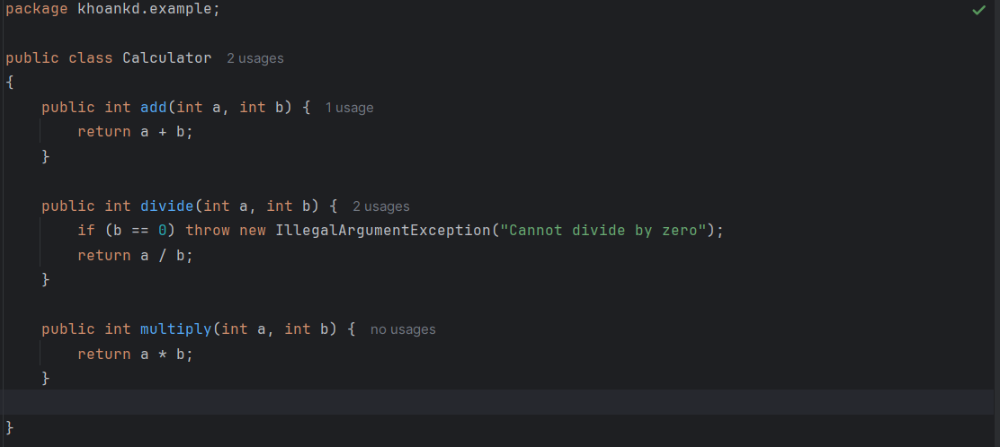 package khoankd.example;
public class Calculator 2 usages
{
public int add(int a, int b) { 1 usage
return a + b;
}
public int divide(int a, int b) { 2 usages
if (b == 0) throw new IllegalArgumentException("Cannot divide by zero");
return a / b;
}
public int multiply(int a, int b) { no usages
return a * b;
}
}